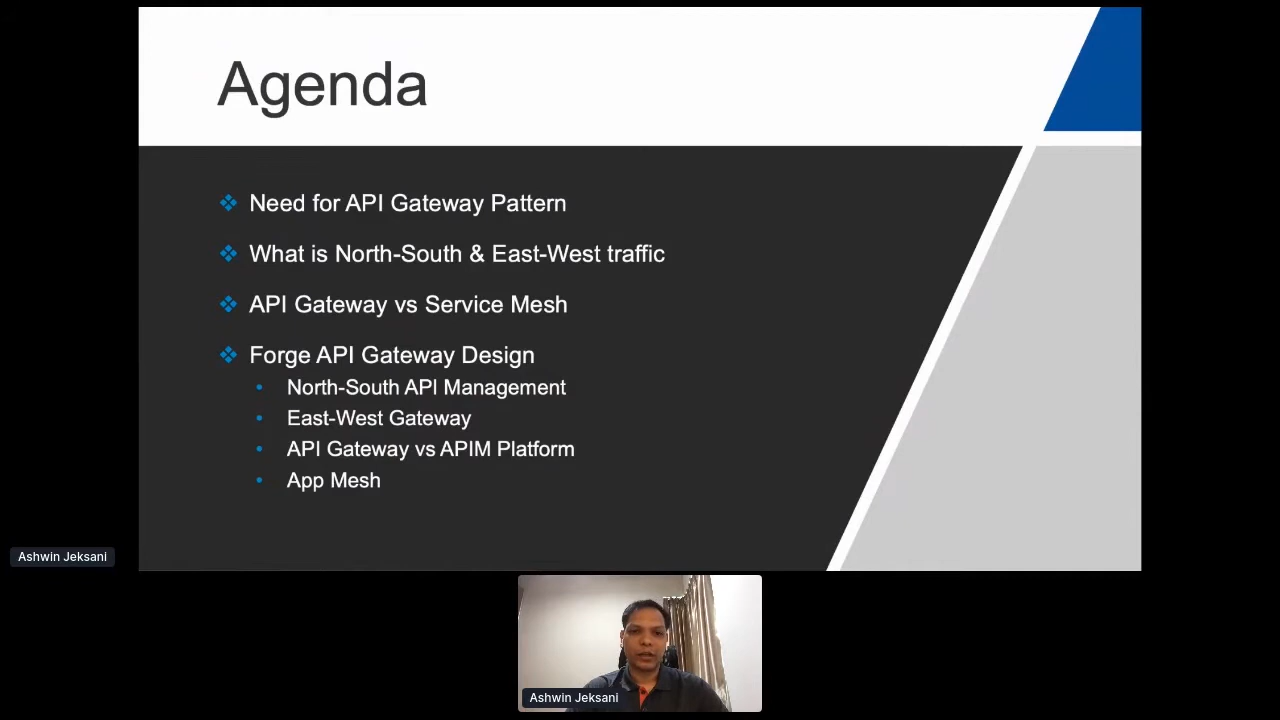 Agenda
Need for API Gateway Pattern
What is North-South & East-West traffic
API Gateway vs Service Mesh
Forge API Gateway Design
North-South API Management
East-West Gateway
API Gateway vs APIM Platform
App Mesh
Ashwin Jeksani
Ashwin Jeksani